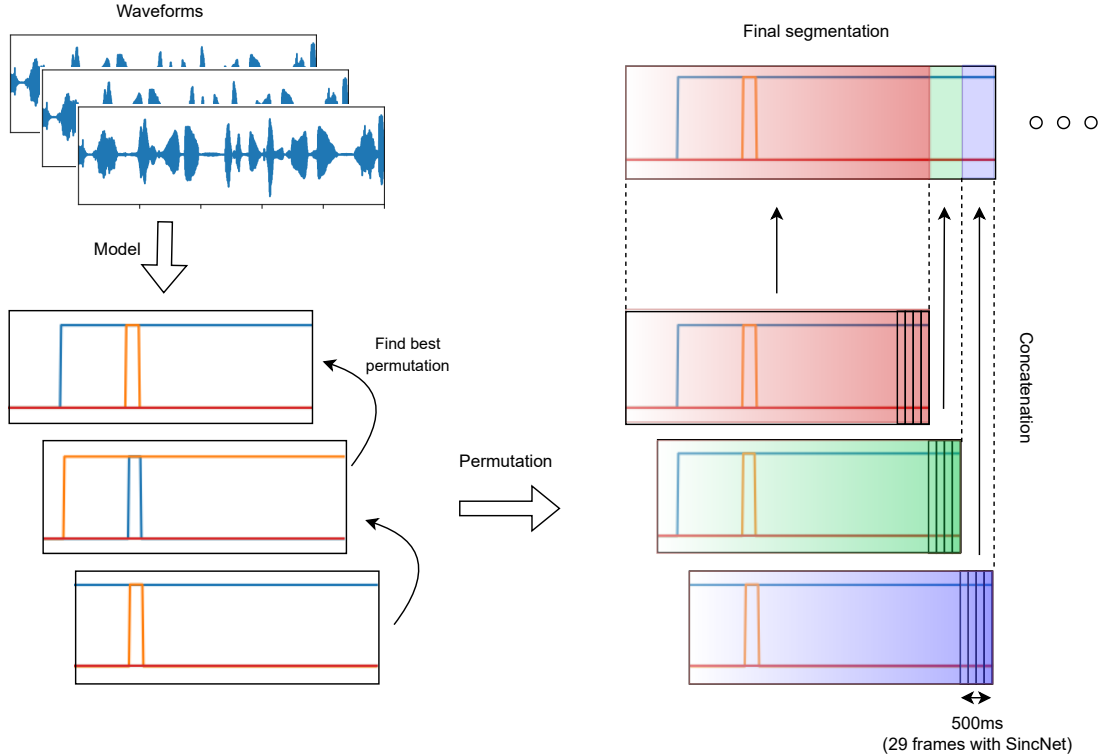 Waveforms
Final segmentation
Model
Find best
permutation
Permutation
Concatenation
500ms
(29 frames with SincNet)